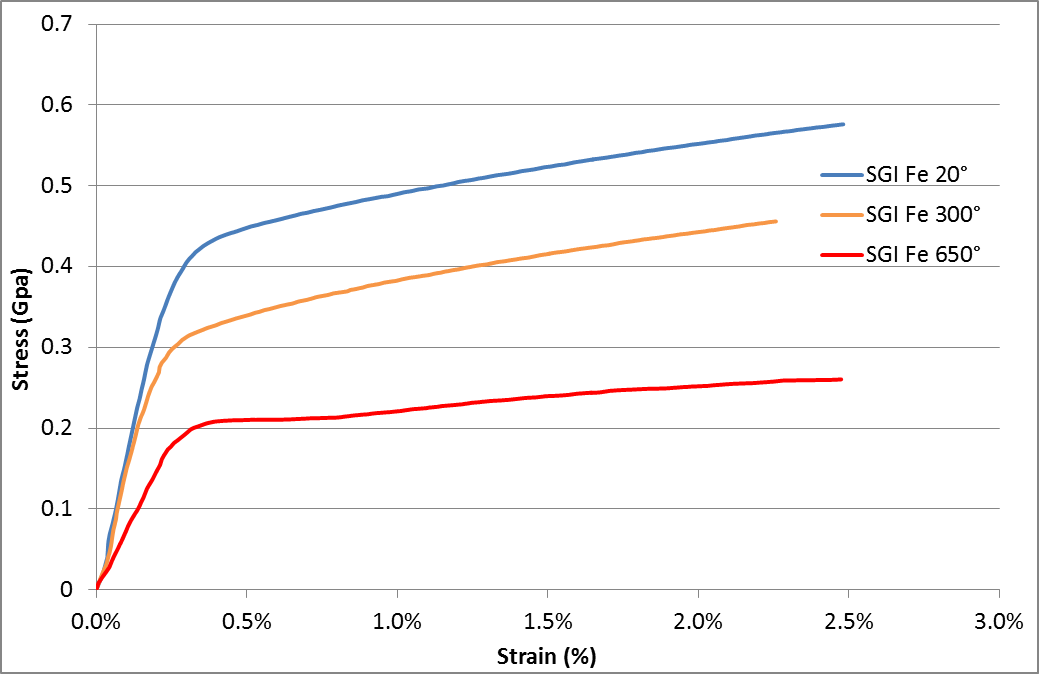 0.7
0.6
0.5
0.4
0.3
0.2
0.1
0
Stress (Gpa)
SGI Fe 20°
SGI Fe 300°
SGI Fe 650°
0.0% 0.5% 1.0% 1.5% 2.0% 2.5% 3.0%
Strain (%)